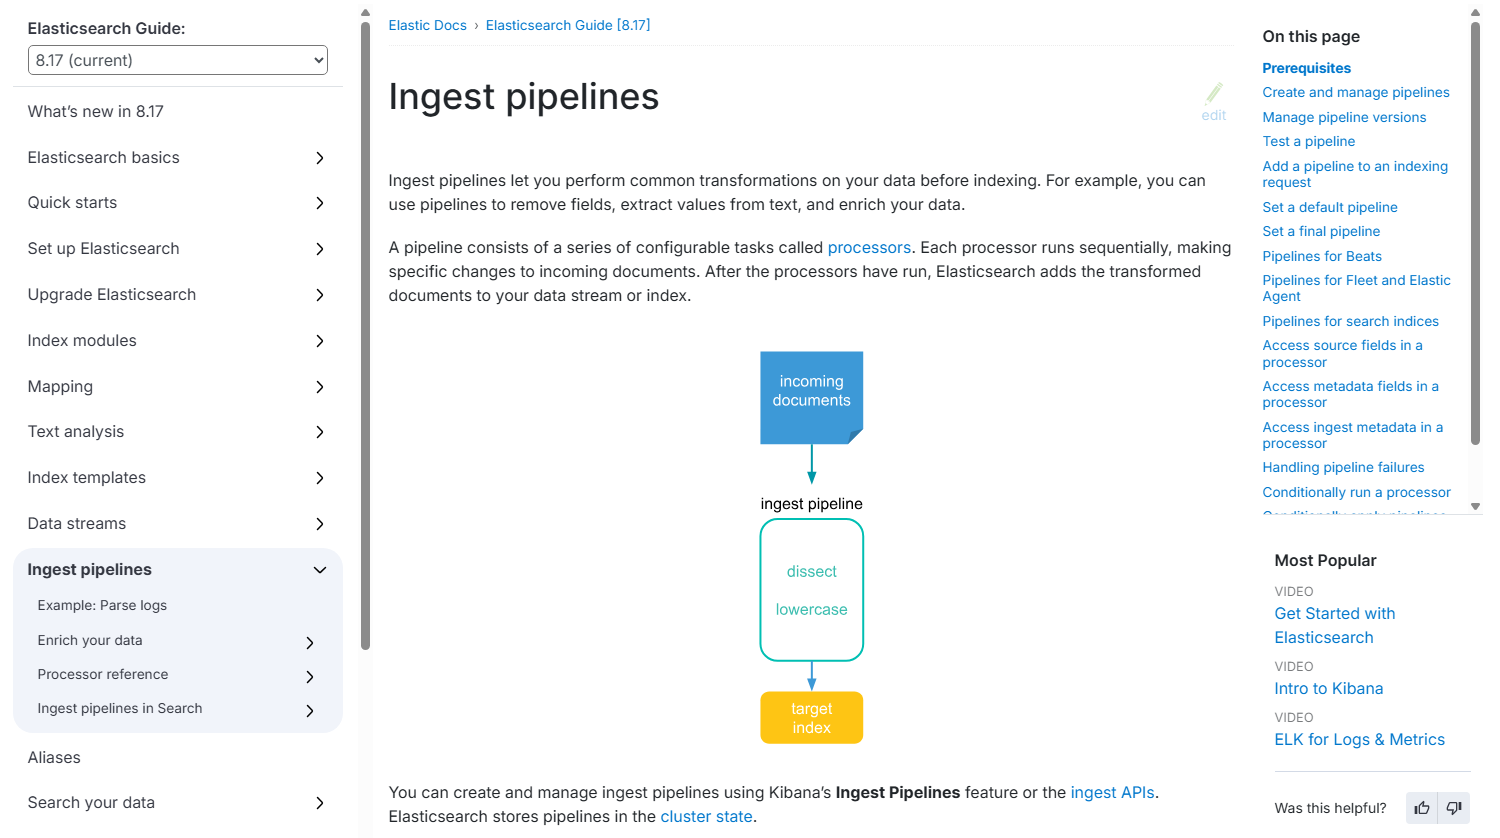 Elasticsearch Guide:
8.17 (current)
What's new in 8.17
Elasticsearch basics
Quick starts
Set up Elasticsearch
Upgrade Elasticsearch
Index modules
Mapping
Text analysis
Index templates
Data streams
Ingest pipelines
Example: Parse logs
Enrich your data
Processor reference
Ingest pipelines in Search
Aliases
Search your data
Elastic Docs › Elasticsearch Guide [8.17]
Ingest pipelines
edit
Ingest pipelines let you perform common transformations on your data before indexing. For example, you can
use pipelines to remove fields, extract values from text, and enrich your data.
A pipeline consists of a series of configurable tasks called processors. Each processor runs sequentially, making
specific changes to incoming documents. After the processors have run, Elasticsearch adds the transformed
documents to your data stream or index.
incoming
documents
ingest pipeline
dissect
lowercase
target
index
You can create and manage ingest pipelines using Kibana's Ingest Pipelines feature or the ingest APIs.
Elasticsearch stores pipelines in the cluster state.
On this page
Prerequisites
Create and manage pipelines
Manage pipeline versions
Test a pipeline
Add a pipeline to an indexing
request
Set a default pipeline
Set a final pipeline
Pipelines for Beats
Pipelines for Fleet and Elastic
Agent
Pipelines for search indices
Access source fields in a
processor
Access metadata fields in a
processor
Access ingest metadata in a
processor
Handling pipeline failures
Conditionally run a processor
Most Popular
VIDEO
Get Started with
Elasticsearch
VIDEO
Intro to Kibana
VIDEO
ELK for Logs & Metrics
Was this helpful?